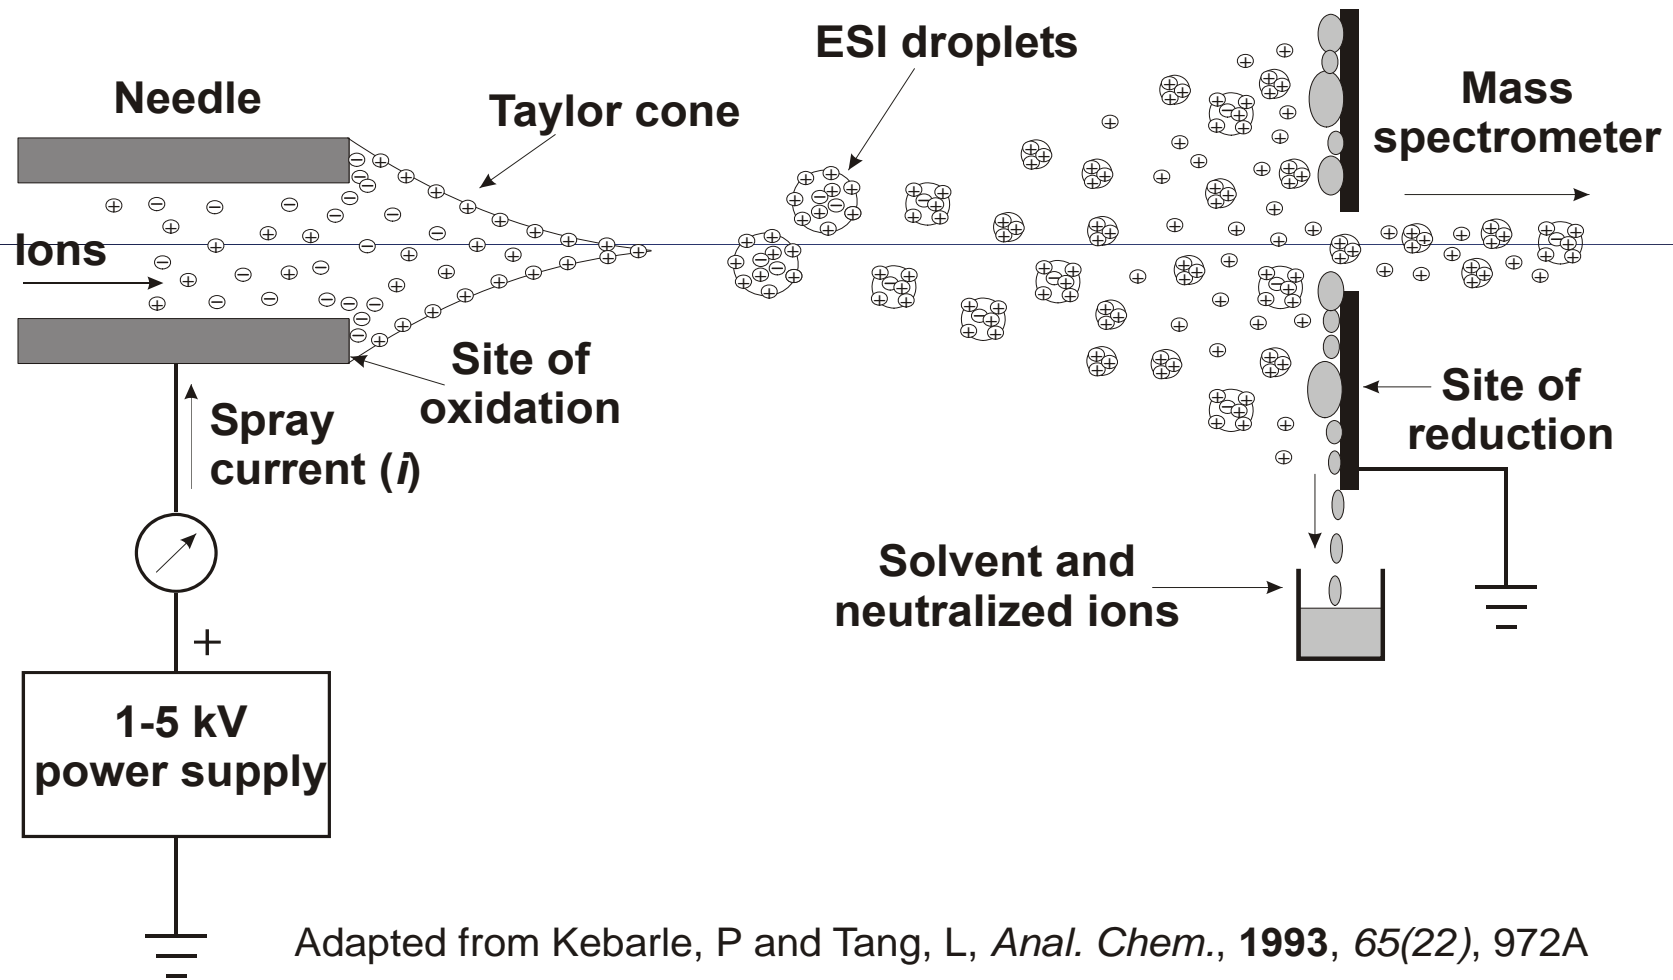 ESI droplets
Needle
Taylor cone
Mass
spectrometer
Ions
Site of
oxidation
Spray
current (i)
Site of
reduction
Solvent and
neutralized ions
+
1-5 kV
power supply
Adapted from Kebarle, P and Tang, L, Anal. Chem., 1993, 65(22), 972A